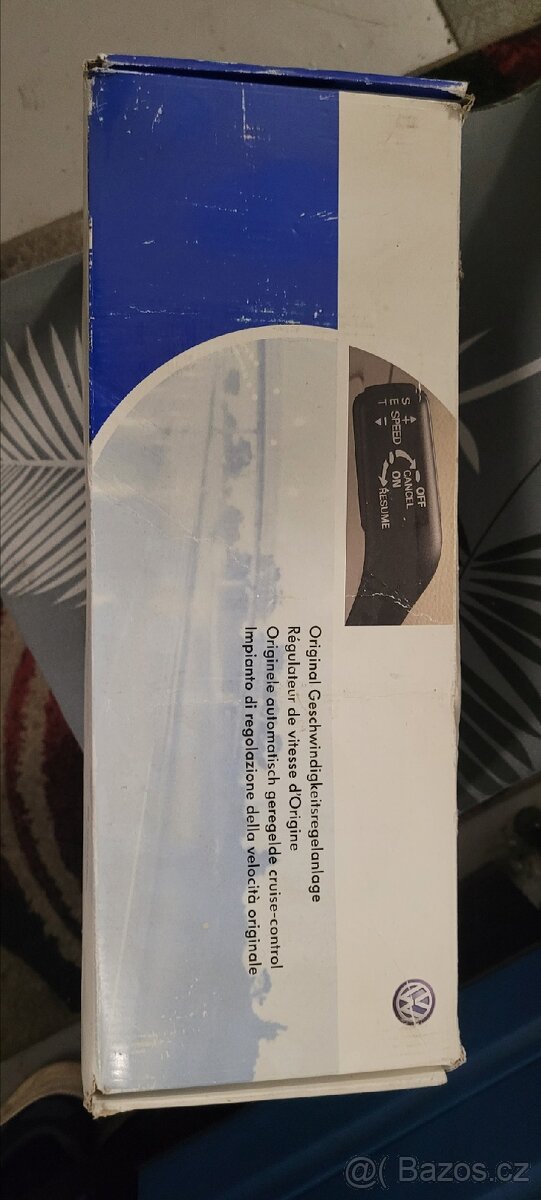 S
E
T
+
-
SPEED
OFF
CANCEL
ON
RESUME
Original Geschwindigkeitsregelanlage
Régulateur de vitesse d'Origine
Originele automatisch geregelde cruise-control
Impianto di regolazione della velocità originale
VW
@( Bazos.cz